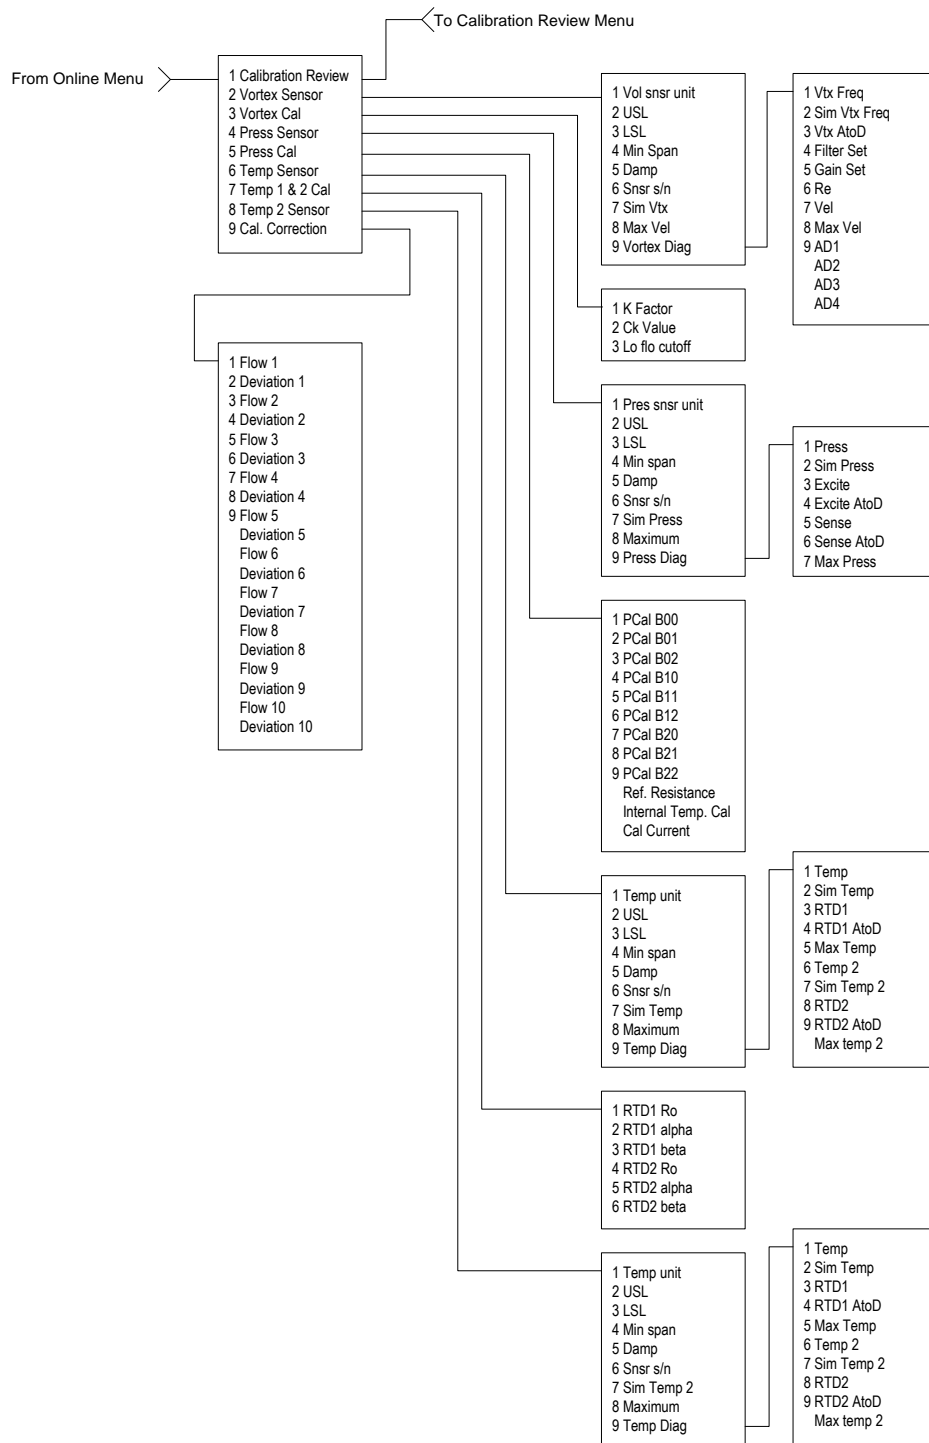 To Calibration Review Menu
From Online Menu
1 Calibration Review
2 Vortex Sensor
3 Vortex Cal
4 Press Sensor
5 Press Cal
6 Temp Sensor
7 Temp 1 & 2 Cal
8 Temp 2 Sensor
9 Cal. Correction
1 Flow 1
2 Deviation 1
3 Flow 2
4 Deviation 2
5 Flow 3
6 Deviation 3
7 Flow 4
8 Deviation 4
9 Flow 5
Deviation 5
Flow 6
Deviation 6
Flow 7
Deviation 7
Flow 8
Deviation 8
Flow 9
Deviation 9
Flow 10
Deviation 10
1 Vol snsr unit
2 USL
3 LSL
4 Min Span
5 Damp
6 Snsr s/n
7 Sim Vtx
8 Max Vel
9 Vortex Diag
1 Vtx Freq
2 Sim Vtx Freq
3 Vtx AtoD
4 Filter Set
5 Gain Set
6 Re
7 Vel
8 Max Vel
9 AD1
AD2
AD3
AD4
1 K Factor
2 Ck Value
3 Lo flo cutoff
1 Pres snsr unit
2 USL
3 LSL
4 Min span
5 Damp
6 Snsr s/n
7 Sim Press
8 Maximum
9 Press Diag
1 Press
2 Sim Press
3 Excite
4 Excite AtoD
5 Sense
6 Sense AtoD
7 Max Press
1 PCal B00
2 PCal B01
3 PCal B02
4 PCal B10
5 PCal B11
6 PCal B12
7 PCal B20
8 PCal B21
9 PCal B22
Ref. Resistance
Internal Temp. Cal
Cal Current
1 Temp unit
2 USL
3 LSL
4 Min span
5 Damp
6 Snsr s/n
7 Sim Temp
8 Maximum
9 Temp Diag
1 Temp
2 Sim Temp
3 RTD1
4 RTD1 AtoD
5 Max Temp
6 Temp 2
7 Sim Temp 2
8 RTD2
9 RTD2 AtoD
Max temp 2
1 RTD1 Ro
2 RTD1 alpha
3 RTD1 beta
4 RTD2 Ro
5 RTD2 alpha
6 RTD2 beta
1 Temp unit
2 USL
3 LSL
4 Min span
5 Damp
6 Snsr s/n
7 Sim Temp 2
8 Maximum
9 Temp Diag
1 Temp
2 Sim Temp
3 RTD1
4 RTD1 AtoD
5 Max Temp
6 Temp 2
7 Sim Temp 2
8 RTD2
9 RTD2 AtoD
Max temp 2